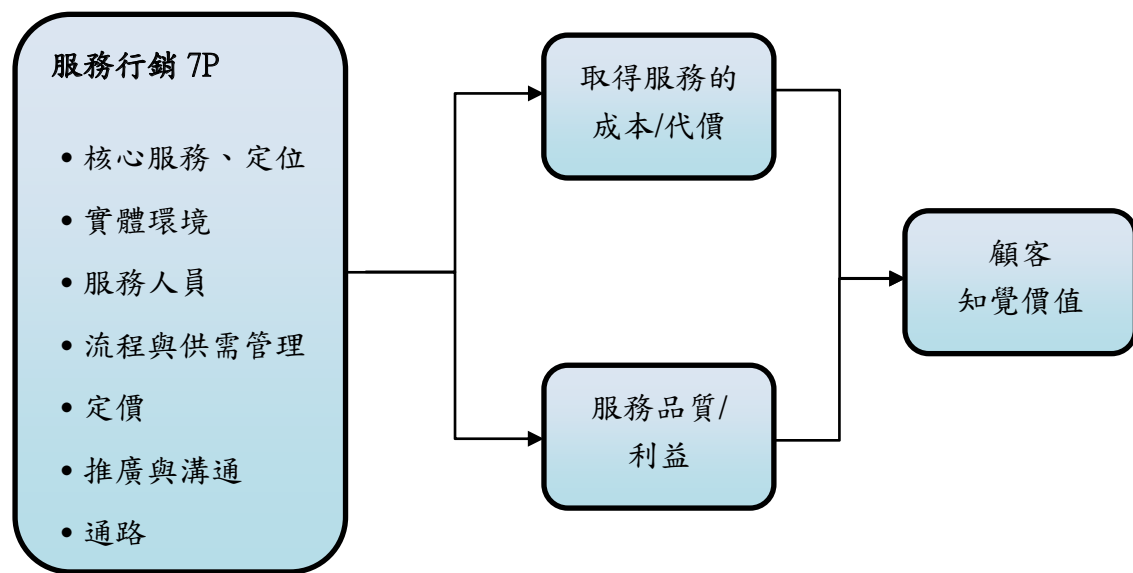 服務行銷 7P
• 核心服務、定位
• 實體環境
• 服務人員
• 流程與供需管理
• 定價
• 推廣與溝通
• 通路
取得服務的
成本/代價
服務品質/
利益
顧客
知覺價值